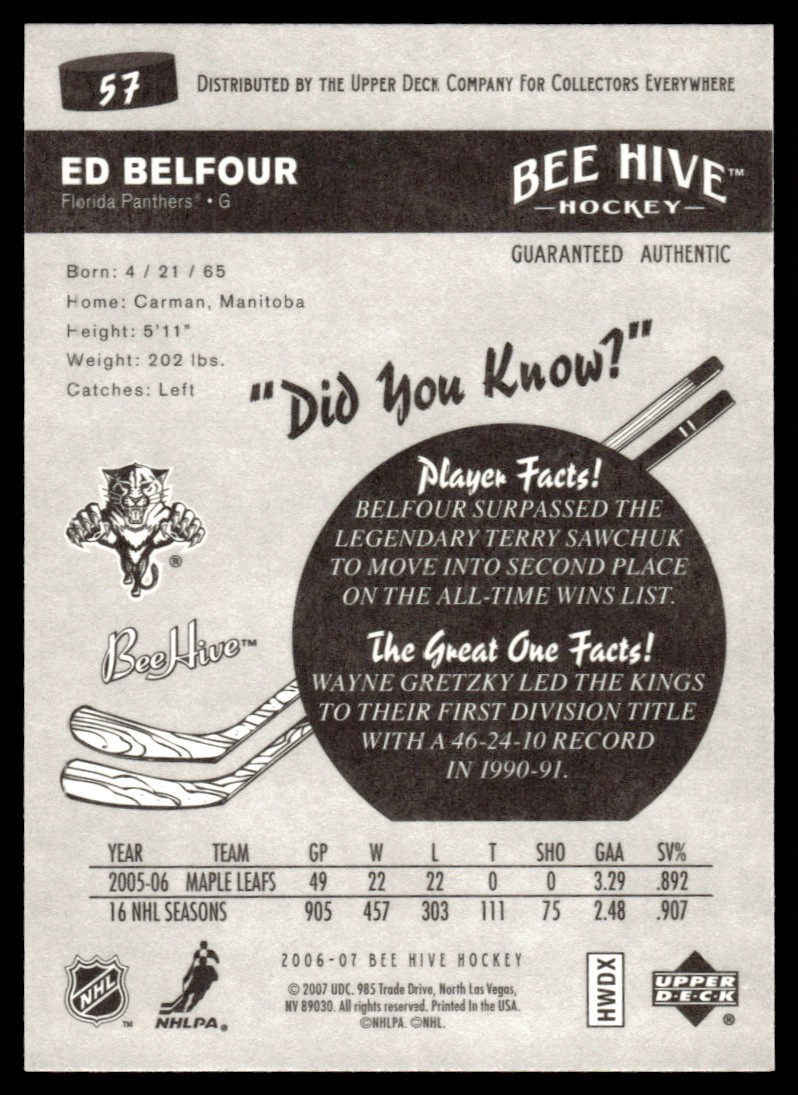 57
DISTRIBUTED BY THE UPPER DECK COMPANY FOR COLLECTORS EVERYWHERE
ED BELFOUR
Florida Panthers® • G
BEE HIVE™
—HOCKEY—
GUARANTEED AUTHENTIC
Born: 4 / 21 / 65
Home: Carman, Manitoba
Height: 5'11"
Weight: 202 lbs.
Catches: Left
"Did You Know?"
Player Facts!
BELFOUR SURPASSED THE
LEGENDARY TERRY SAWCHUK
TO MOVE INTO SECOND PLACE
ON THE ALL-TIME WINS LIST.
®
BeeHive™
The Great One Facts!
WAYNE GRETZKY LED THE KINGS
TO THEIR FIRST DIVISION TITLE
WITH A 46-24-10 RECORD
IN 1990-91.
YEAR TEAM GP W L T SHO GAA SV%
2005-06 MAPLE LEAFS 49 22 22 0 0 3.29 .892
16 NHL SEASONS 905 457 303 111 75 2.48 .907
NHL™
NHLPA®
2006-07 BEE HIVE HOCKEY
© 2007 UDC. 985 Trade Drive, North Las Vegas,
NV 89030. All rights reserved. Printed In the USA.
©NHLPA. ©NHL.
HWDX
UPPER
D·E·C·K®